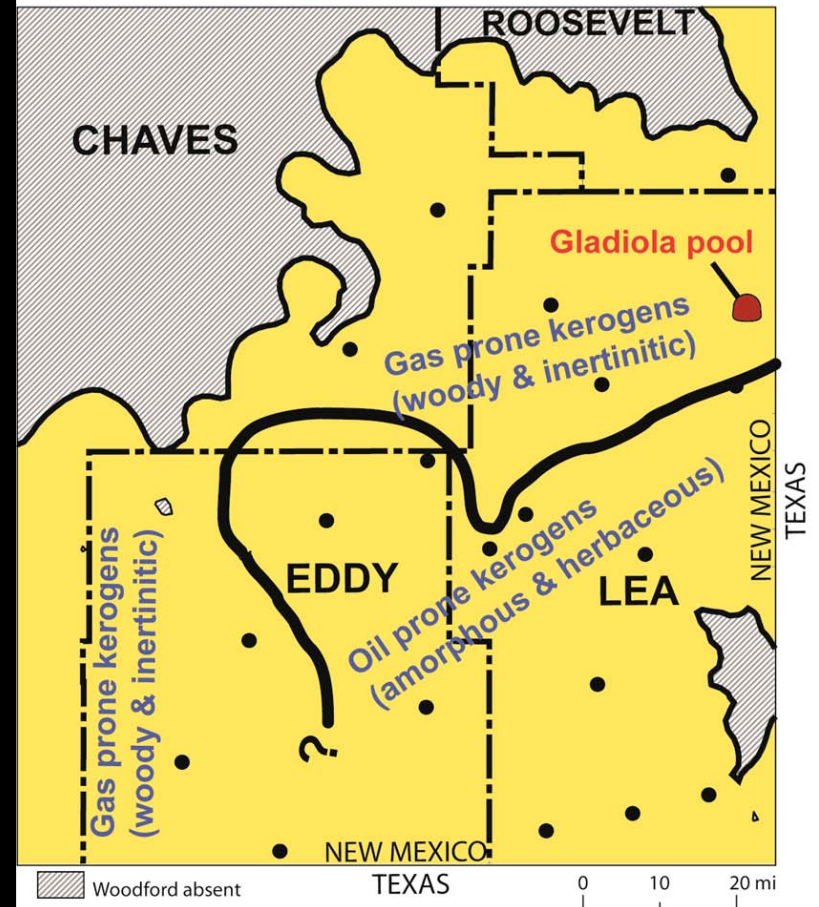 ROOSEVELT
CHAVES
Gladiola pool
Gas prone kerogens
(woody & inertinitic)
NEW MEXICO
TEXAS
Oil prone kerogens
(amorphous & herbaceous)
EDDY
LEA
Gas prone kerogens
(woody & inertinitic)
?
NEW MEXICO
TEXAS
Woodford absent
0 10 20 mi